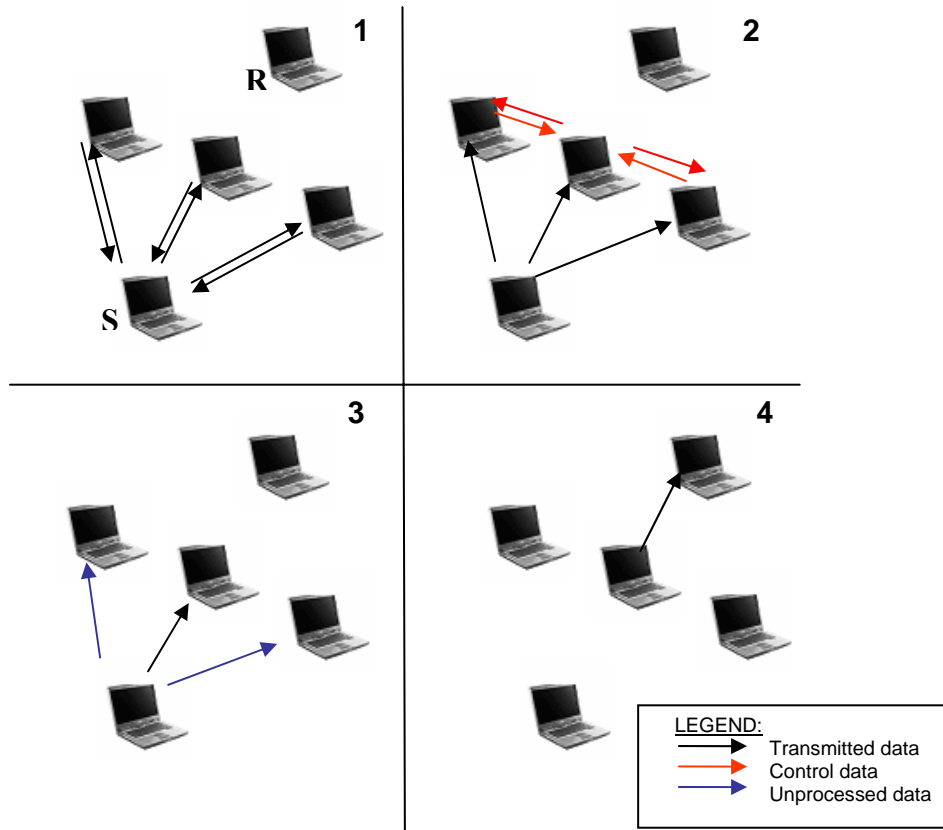 1
R
S
2
3
4
LEGEND:
Transmitted data
Control data
Unprocessed data